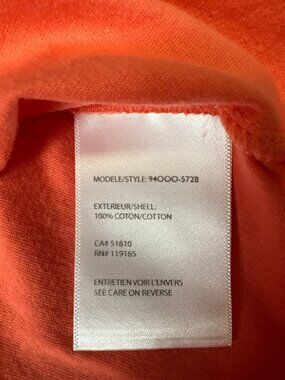 MODELE/STYLE: 94OOO-5728
EXTERIEUR/SHELL:
100% COTON/COTTON
CA# 51810
RN# 119165
ENTRETIEN VOIR L'ENVERS
SEE CARE ON REVERSE